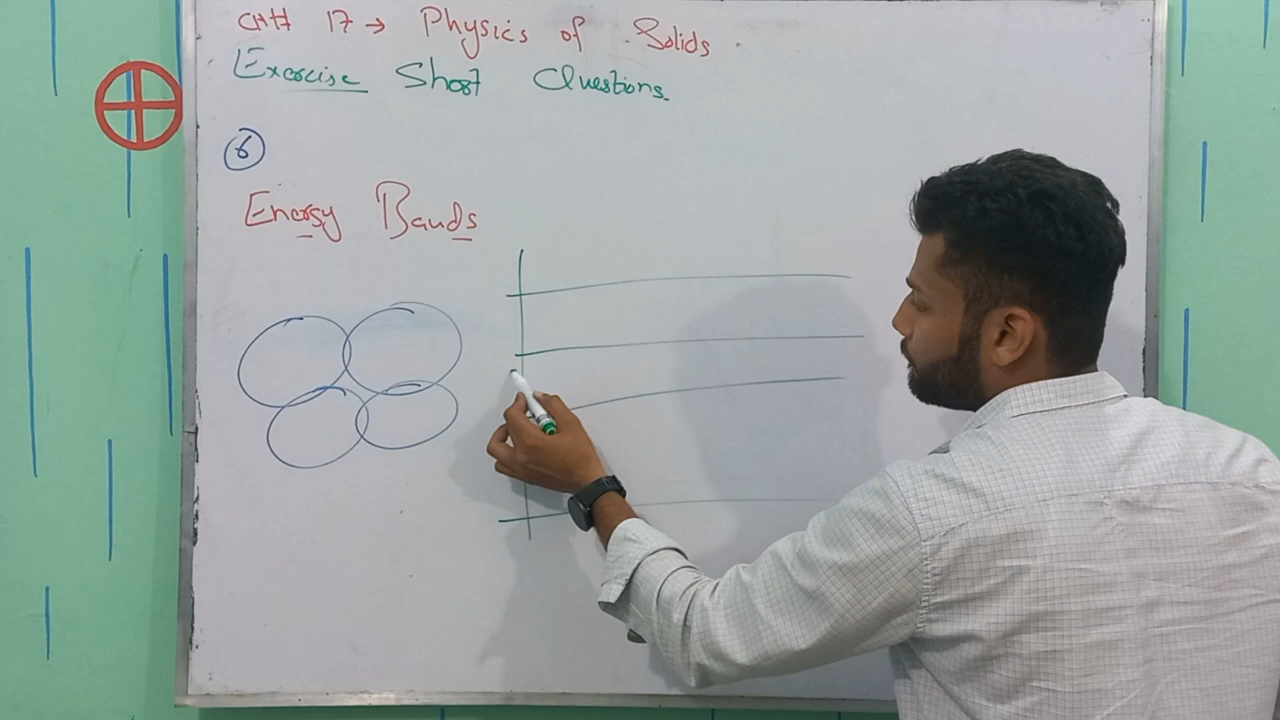 CH# 17 → Physics of Solids.
Exercise Short Questions.
6
Energy Bands